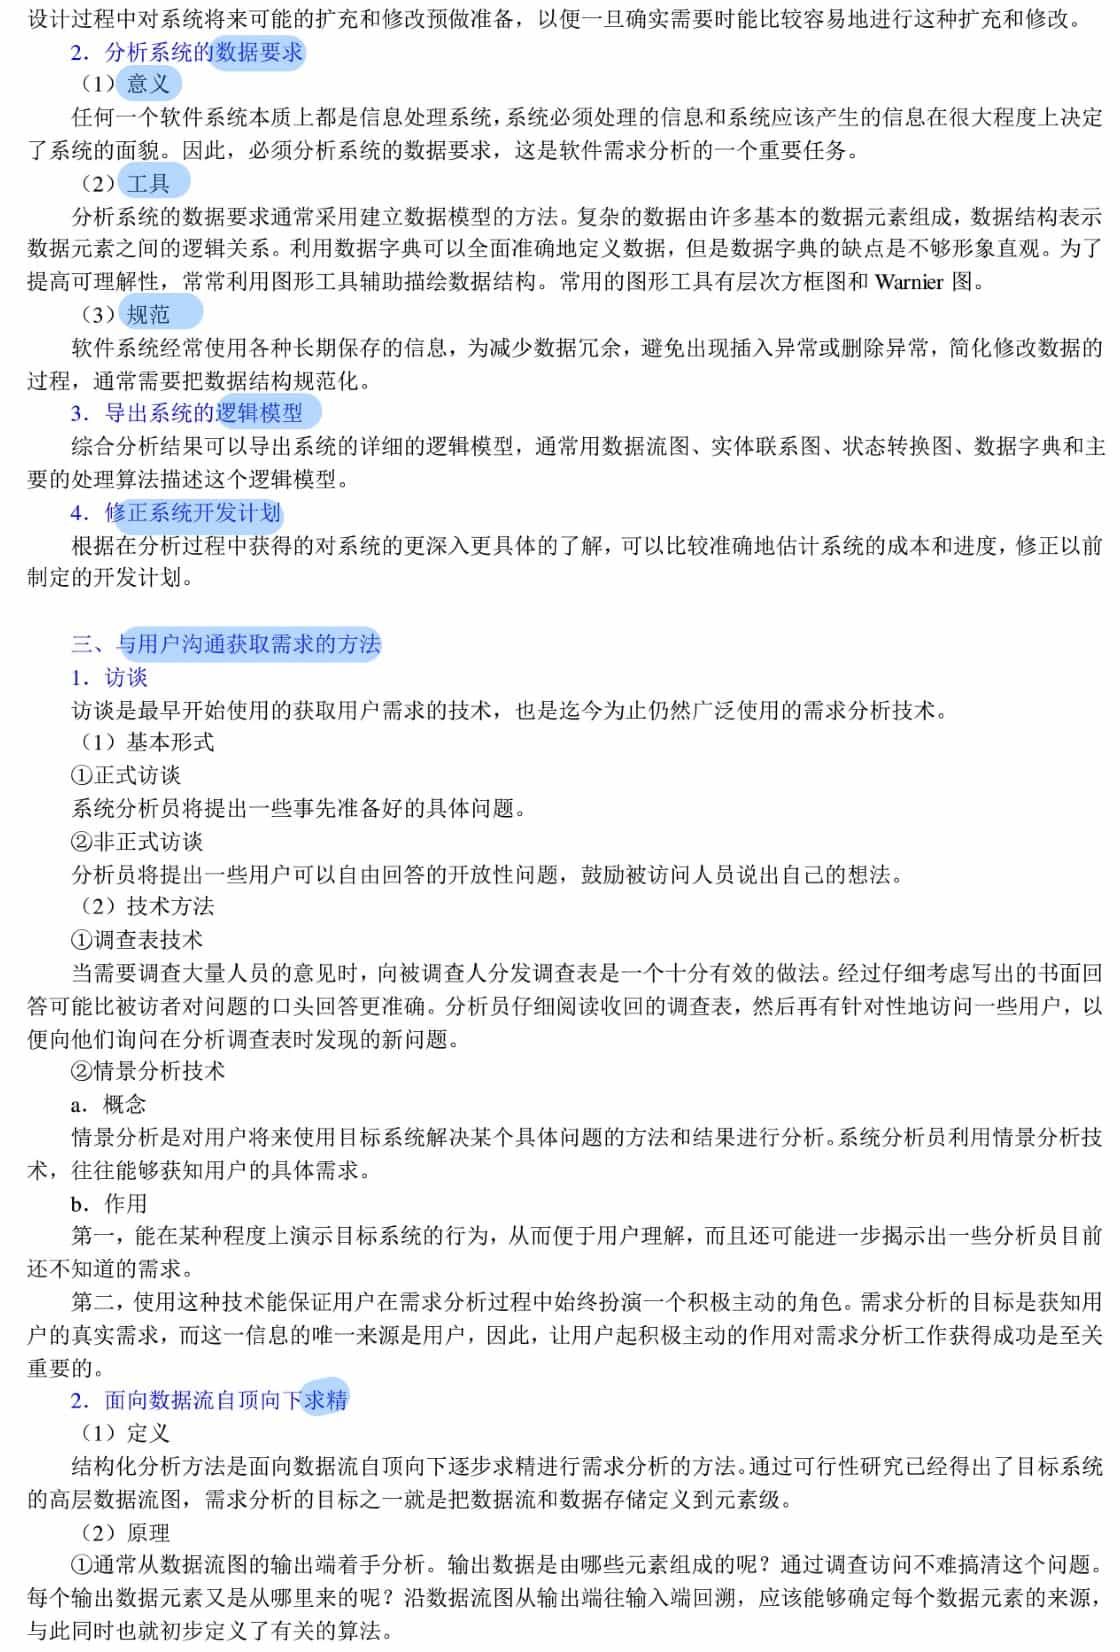 设计过程中对系统将来可能的扩充和修改预做准备，以便一旦确实需要时能比较容易地进行这种扩充和修改。
2．分析系统的数据要求
（1）意义
任何一个软件系统本质上都是信息处理系统，系统必须处理的信息和系统应该产生的信息在很大程度上决定
了系统的面貌。因此，必须分析系统的数据要求，这是软件需求分析的一个重要任务。
（2）工具
分析系统的数据要求通常采用建立数据模型的方法。复杂的数据由许多基本的数据元素组成，数据结构表示
数据元素之间的逻辑关系。利用数据字典可以全面准确地定义数据，但是数据字典的缺点是不够形象直观。为了
提高可理解性，常常利用图形工具辅助描绘数据结构。常用的图形工具有层次方框图和 Warnier 图。
（3）规范
软件系统经常使用各种长期保存的信息，为减少数据冗余，避免出现插入异常或删除异常，简化修改数据的
过程，通常需要把数据结构规范化。
3．导出系统的逻辑模型
综合分析结果可以导出系统的详细的逻辑模型，通常用数据流图、实体联系图、状态转换图、数据字典和主
要的处理算法描述这个逻辑模型。
4．修正系统开发计划
根据在分析过程中获得的对系统的更深入更具体的了解，可以比较准确地估计系统的成本和进度，修正以前
制定的开发计划。
三、与用户沟通获取需求的方法
1．访谈
访谈是最早开始使用的获取用户需求的技术，也是迄今为止仍然广泛使用的需求分析技术。
（1）基本形式
①正式访谈
系统分析员将提出一些事先准备好的具体问题。
②非正式访谈
分析员将提出一些用户可以自由回答的开放性问题，鼓励被访问人员说出自己的想法。
（2）技术方法
①调查表技术
当需要调查大量人员的意见时，向被调查人分发调查表是一个十分有效的做法。经过仔细考虑写出的书面回
答可能比被访者对问题的口头回答更准确。分析员仔细阅读收回的调查表，然后再有针对性地访问一些用户，以
便向他们询问在分析调查表时发现的新问题。
②情景分析技术
a．概念
情景分析是对用户将来使用目标系统解决某个具体问题的方法和结果进行分析。系统分析员利用情景分析技
术，往往能够获知用户的具体需求。
b．作用
第一，能在某种程度上演示目标系统的行为，从而便于用户理解，而且还可能进一步揭示出一些分析员目前
还不知道的需求。
第二，使用这种技术能保证用户在需求分析过程中始终扮演一个积极主动的角色。需求分析的目标是获知用
户的真实需求，而这一信息的唯一来源是用户，因此，让用户起积极主动的作用对需求分析工作获得成功是至关
重要的。
2．面向数据流自顶向下求精
（1）定义
结构化分析方法是面向数据流自顶向下逐步求精进行需求分析的方法。通过可行性研究已经得出了目标系统
的高层数据流图，需求分析的目标之一就是把数据流和数据存储定义到元素级。
（2）原理
①通常从数据流图的输出端着手分析。输出数据是由哪些元素组成的呢？通过调查访问不难搞清这个问题。
每个输出数据元素又是从哪里来的呢？沿数据流图从输出端往输入端回溯，应该能够确定每个数据元素的来源，
与此同时也就初步定义了有关的算法。